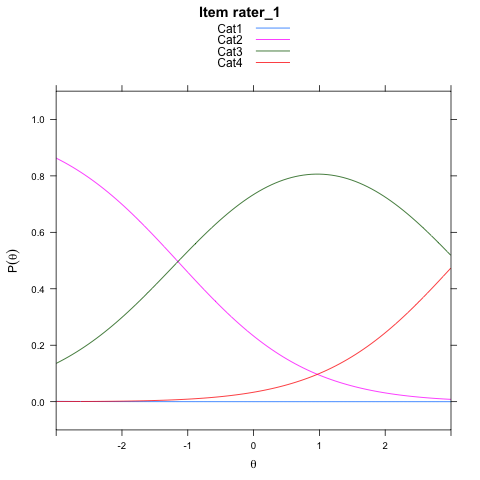 Item rater_1
Cat1
Cat2
Cat3
Cat4
P(θ)
1.0
0.8
0.6
0.4
0.2
0.0
-2 -1 0 1 2
θ